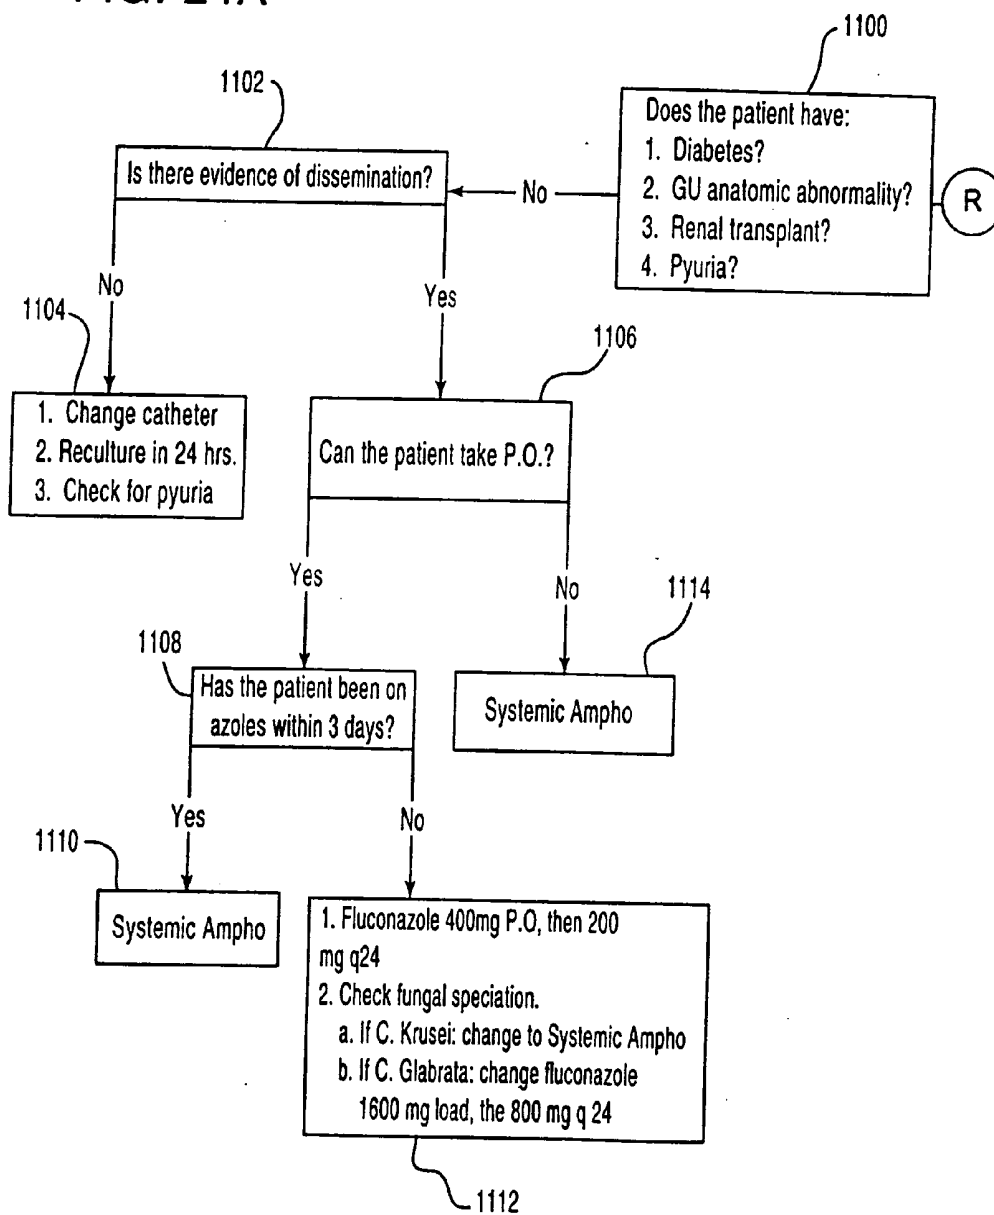 FIG. 24A
1100
1102
Does the patient have:
1. Diabetes?
2. GU anatomic abnormality?
3. Renal transplant?
4. Pyuria?
R
Is there evidence of dissemination?
No
No
Yes
1104
1106
1. Change catheter
2. Reculture in 24 hrs.
3. Check for pyuria
Can the patient take P.O.?
Yes
No
1114
1108
Has the patient been on
azoles within 3 days?
Systemic Ampho
Yes
No
1110
Systemic Ampho
1. Fluconazole 400mg P.O, then 200
mg q24
2. Check fungal speciation.
a. If C. Krusei: change to Systemic Ampho
b. If C. Glabrata: change fluconazole
1600 mg load, the 800 mg q 24
1112